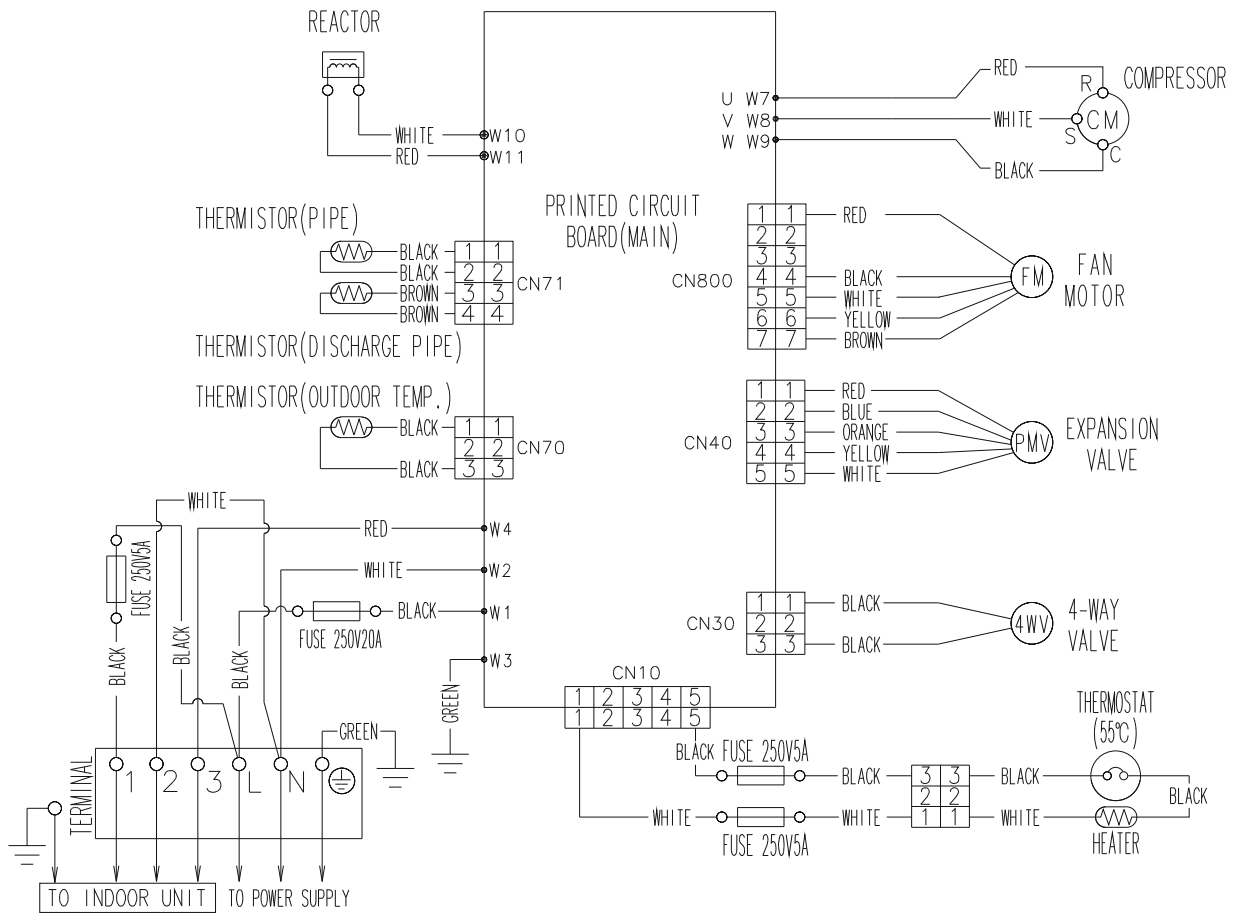 REACTOR
WHITE
RED
W10
W11
U W7
V W8
W W9
RED
WHITE
BLACK
R
S
C
CM
COMPRESSOR
PRINTED CIRCUIT
BOARD(MAIN)
THERMISTOR(PIPE)
BLACK 1 1
BLACK 2 2
BROWN 3 3
BROWN 4 4
CN71
THERMISTOR(DISCHARGE PIPE)
THERMISTOR(OUTDOOR TEMP.)
BLACK 1 1
2 2
BLACK 3 3
CN70
CN800
1 1 RED
2 2
3 3
4 4 BLACK
5 5 WHITE
6 6 YELLOW
7 7 BROWN
FM
FAN
MOTOR
CN40
1 1 RED
2 2 BLUE
3 3 ORANGE
4 4 YELLOW
5 5 WHITE
PMV
EXPANSION
VALVE
CN30
1 1 BLACK
2 2
3 3 BLACK
4WV
4-WAY
VALVE
WHITE
RED W4
WHITE W2
BLACK W1
FUSE 250V20A
W3
GREEN
FUSE 250V5A
BLACK
BLACK
BLACK
GREEN
TERMINAL
1 2 3 L N
TO INDOOR UNIT
TO POWER SUPPLY
CN10
1 2 3 4 5
1 2 3 4 5
BLACK
FUSE 250V5A
BLACK
3 3
2 2
1 1
BLACK
THERMOSTAT
(55℃)
BLACK
WHITE
FUSE 250V5A
WHITE
WHITE
HEATER